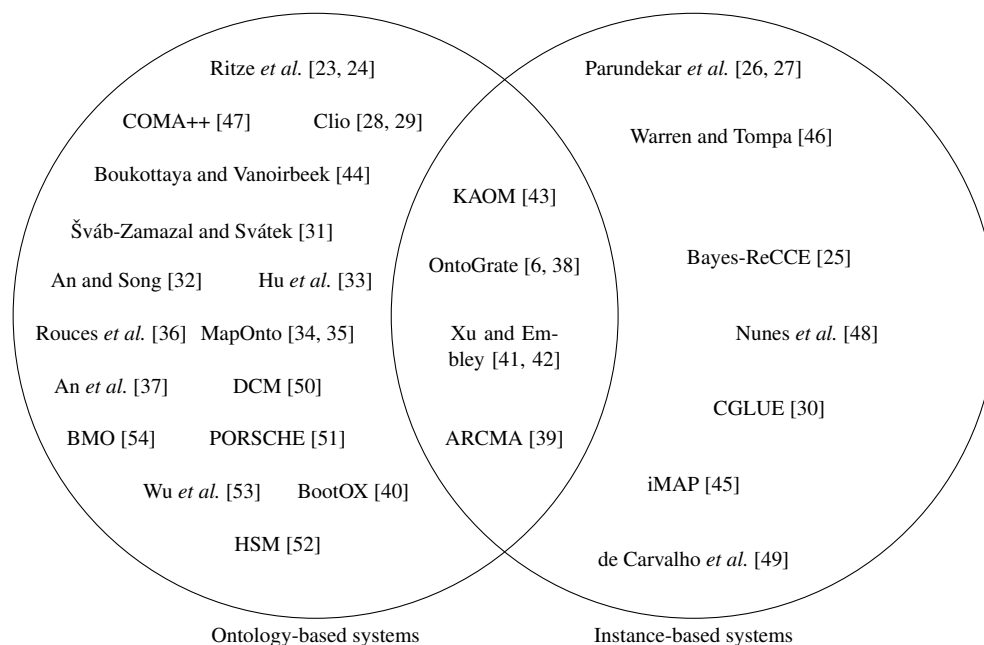 Ritze et al. [23, 24]
COMA++ [47] Clio [28, 29]
Boukottaya and Vanoirbeek [44]
Šváb-Zamazal and Svátek [31]
An and Song [32] Hu et al. [33]
Rouces et al. [36] MapOnto [34, 35]
An et al. [37] DCM [50]
BMO [54] PORSCHE [51]
Wu et al. [53] BootOX [40]
HSM [52]
KAOM [43]
OntoGrate [6, 38]
Xu and Em-
bley [41, 42]
ARCMA [39]
Parundekar et al. [26, 27]
Warren and Tompa [46]
Bayes-ReCCE [25]
Nunes et al. [48]
CGLUE [30]
iMAP [45]
de Carvalho et al. [49]
Ontology-based systems
Instance-based systems